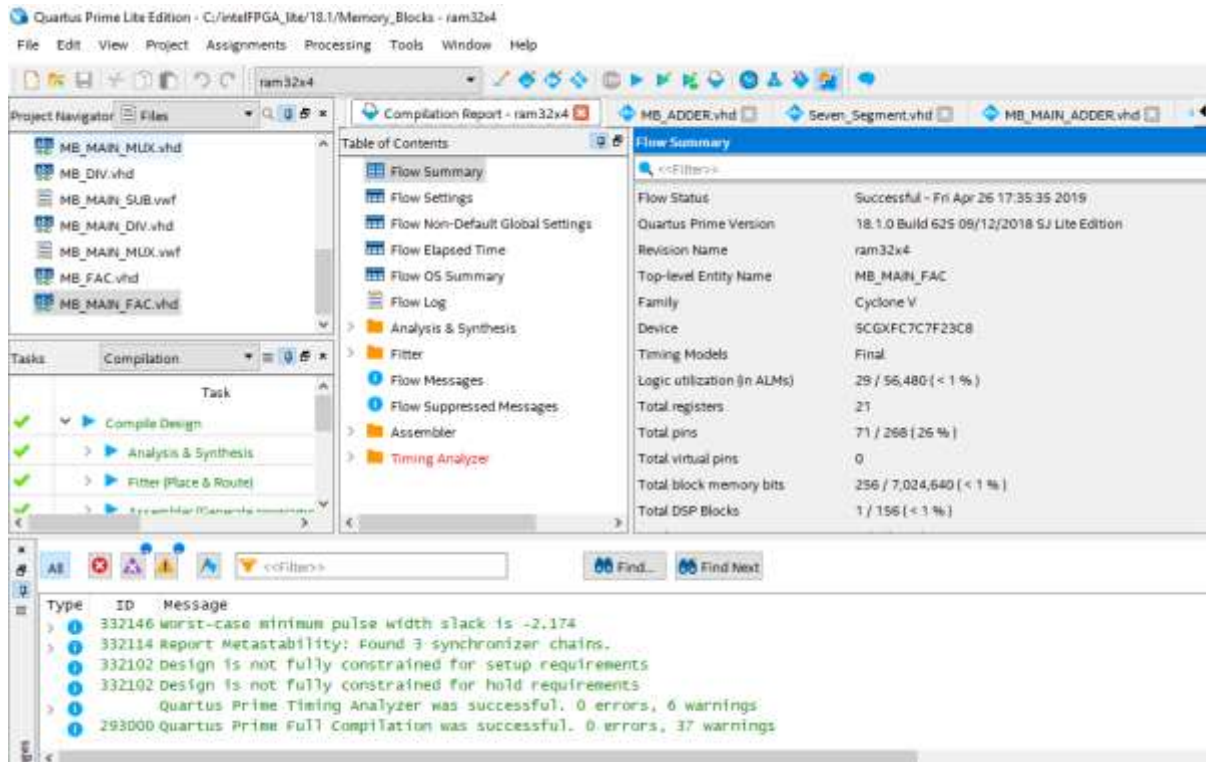 Quartus Prime Lite Edition - C:/intelFPGA_lite/18.1/Memory_Blocks - ram32x4
File Edit View Project Assignments Processing Tools Window Help
ram32x4
Project Navigator Files
MB_MAIN_MUX.vhd
MB_DIV.vhd
MB_MAIN_SUB.vwf
MB_MAIN_DIV.vhd
MB_MAIN_MUX.vwf
MB_FAC.vhd
MB_MAIN_FAC.vhd
Tasks Compilation
Task
Compile Design
Analysis & Synthesis
Fitter (Place & Route)
Compilation Report - ram32x4 MB_ADDER.vhd Seven_Segment.vhd MB_MAIN_ADDER.vhd
Table of Contents
Flow Summary
Flow Settings
Flow Non-Default Global Settings
Flow Elapsed Time
Flow OS Summary
Flow Log
Analysis & Synthesis
Fitter
Flow Messages
Flow Suppressed Messages
Assembler
Timing Analyzer
Flow Summary
<<Filter>>
Flow Status Successful - Fri Apr 26 17:35:35 2019
Quartus Prime Version 18.1.0 Build 625 09/12/2018 SJ Lite Edition
Revision Name ram32x4
Top-level Entity Name MB_MAIN_FAC
Family Cyclone V
Device 5CGXFC7C7F23C8
Timing Models Final
Logic utilization (in ALMs) 29 / 56,480 ( < 1 % )
Total registers 21
Total pins 71 / 268 ( 26 % )
Total virtual pins 0
Total block memory bits 256 / 7,024,640 ( < 1 % )
Total DSP Blocks 1 / 156 ( < 1 % )
All <<Filter>> Find... Find Next
Type ID Message
332146 Worst-case minimum pulse width slack is -2.174
332114 Report Metastability: Found 3 synchronizer chains.
332102 Design is not fully constrained for setup requirements
332102 Design is not fully constrained for hold requirements
Quartus Prime Timing Analyzer was successful. 0 errors, 6 warnings
293000 Quartus Prime Full Compilation was successful. 0 errors, 37 warnings